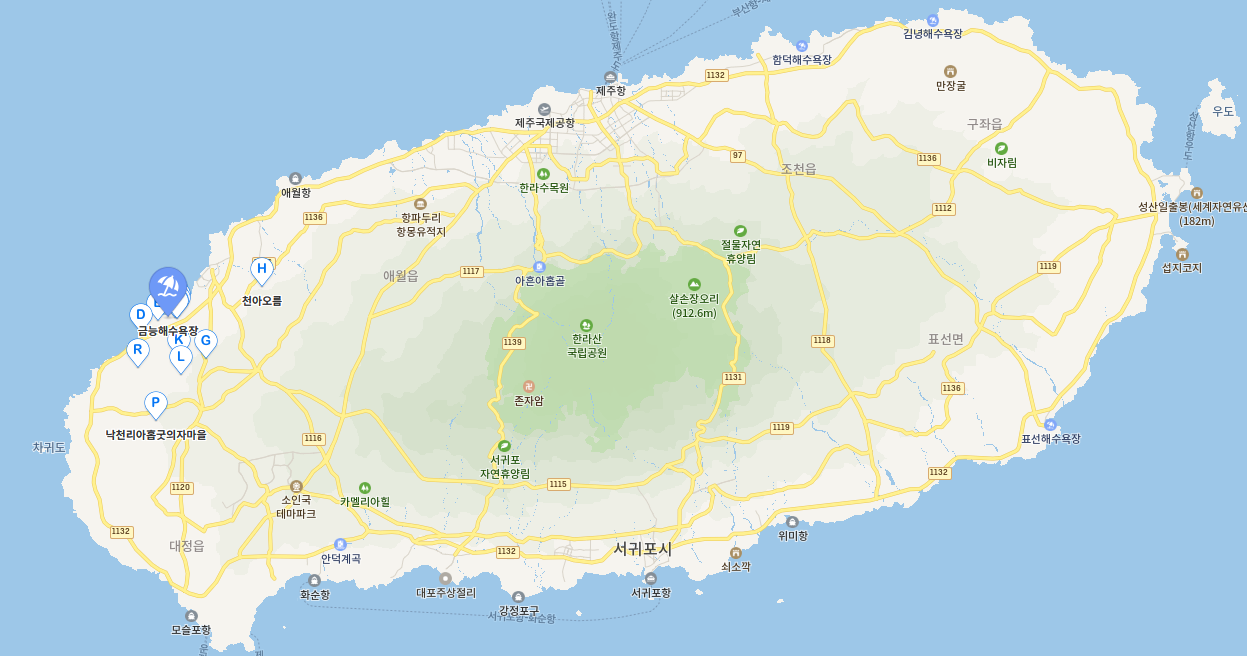 부산항-제
완도항제주도
김녕해수욕장
함덕해수욕장
1132
제주항
만장굴
우도
제주국제공항
구좌읍
성산항우도
97
비자림
1136
조천읍
한라수목원
애월항
성산일출봉(세계자연유산
(182m)
항파두리
항몽유적지
1136
1112
절물자연
휴양림
섭지코지
H
1117
아흔아홉골
1119
애월읍
천아오름
살손장오리
(912.6m)
D
금능해수욕장
한라산
국립공원
K
G
1139
1118
표선면
R
L
1131
존자암
1136
P
낙천리아홉굿의자마을
1119
표선해수욕장
차귀도
1116
서귀포
자연휴양림
1132
1120
소인국
테마파크
카멜리아힐
1115
1132
대정읍
안덕계곡
1132
서귀포시
위미항
쇠소깍
화순항
대포주상절리
서귀포항
강정포구
서귀포항-화순항
모슬포항